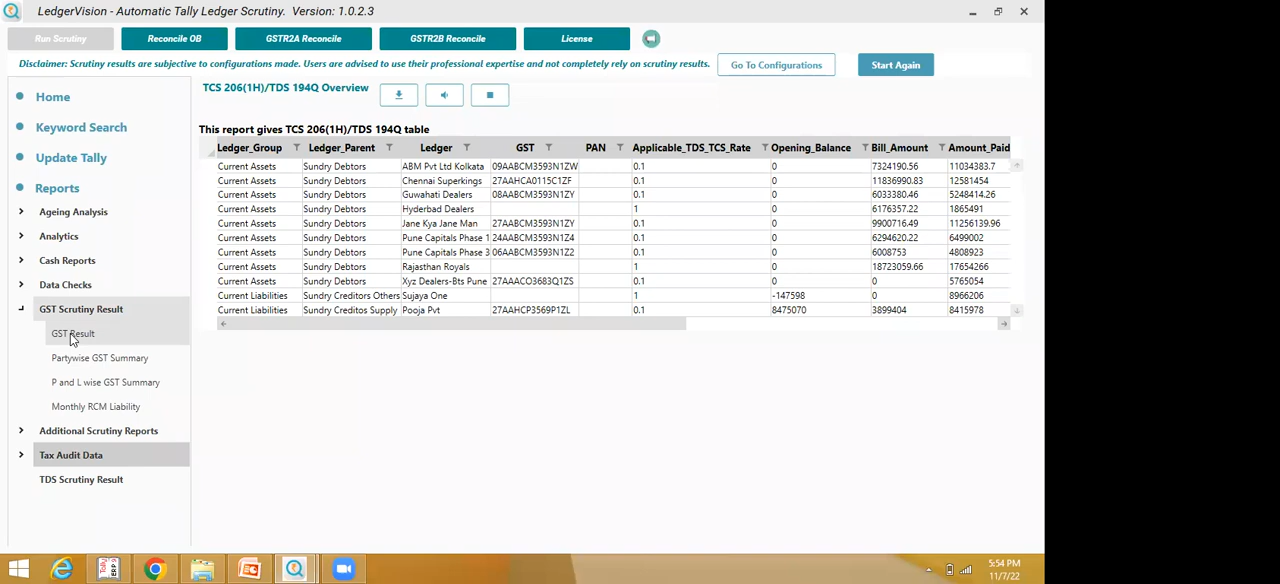 LedgerVision - Automatic Tally Ledger Scrutiny. Version: 1.0.2.3
Run Scrutiny Reconcile OB GSTR2A Reconcile GSTR2B Reconcile License
Disclaimer: Scrutiny results are subjective to configurations made. Users are advised to use their professional expertise and not completely rely on scrutiny results. Go To Configurations Start Again
Home
Keyword Search
Update Tally
Reports
Ageing Analysis
Analytics
Cash Reports
Data Checks
GST Scrutiny Result
GST Result
Partywise GST Summary
P and L wise GST Summary
Monthly RCM Liability
Additional Scrutiny Reports
Tax Audit Data
TDS Scrutiny Result
TCS 206(1H)/TDS 194Q Overview
This report gives TCS 206(1H)/TDS 194Q table
Ledger_Group Ledger_Parent Ledger GST PAN Applicable_TDS_TCS_Rate Opening_Balance Bill_Amount Amount_Paid
Current Assets Sundry Debtors ABM Pvt Ltd Kolkata 09AABCM3593N1ZW 0.1 0 7324190.56 11034383.7
Current Assets Sundry Debtors Chennai Superkings 27AAHCA0115C1ZF 0.1 0 11836990.83 12581454
Current Assets Sundry Debtors Guwahati Dealers 08AABCM3593N1ZY 0.1 0 6033380.46 5248414.26
Current Assets Sundry Debtors Hyderbad Dealers 1 0 6176357.22 1865491
Current Assets Sundry Debtors Jane Kya Jane Man 27AABCM3593N1ZY 0.1 0 9900716.49 11256139.96
Current Assets Sundry Debtors Pune Capitals Phase 1 24AABCM3593N1Z4 0.1 0 6294620.22 6499002
Current Assets Sundry Debtors Pune Capitals Phase 3 06AABCM3593N1Z2 0.1 0 6008753 4808923
Current Assets Sundry Debtors Rajasthan Royals 1 0 18723059.66 17654266
Current Assets Sundry Debtors Xyz Dealers-Bts Pune 27AAACO3683Q1ZS 0.1 0 0 5765054
Current Liabilities Sundry Creditors Others Sujaya One 1 -147598 0 8966206
Current Liabilities Sundry Creditos Supply Pooja Pvt 27AAHCP3569P1ZL 0.1 8475070 3899404 8415978
5:54 PM
11/7/22